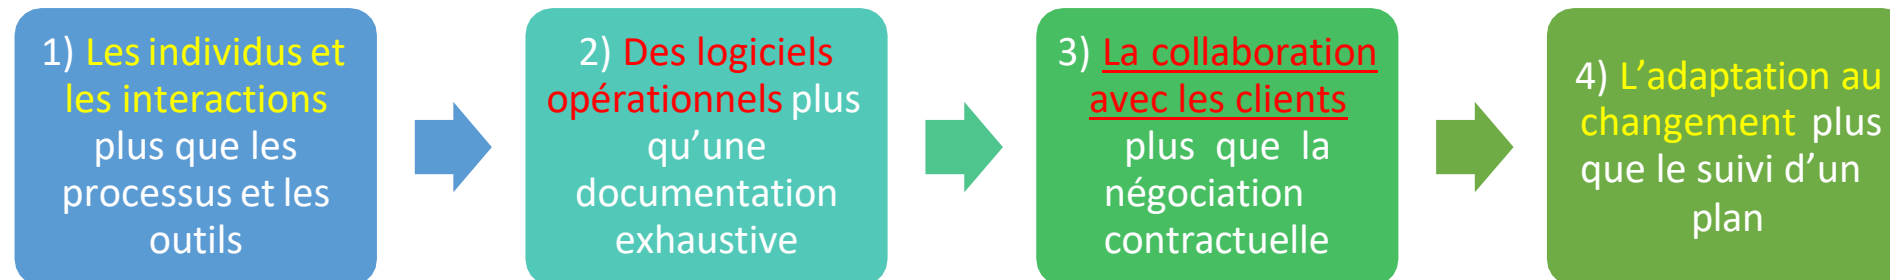 1) Les individus et
les interactions
plus que les
processus et les
outils
2) Des logiciels
opérationnels plus
qu’une
documentation
exhaustive
3) La collaboration
avec les clients
plus que la
négociation
contractuelle
4) L’adaptation au
changement plus
que le suivi d’un
plan